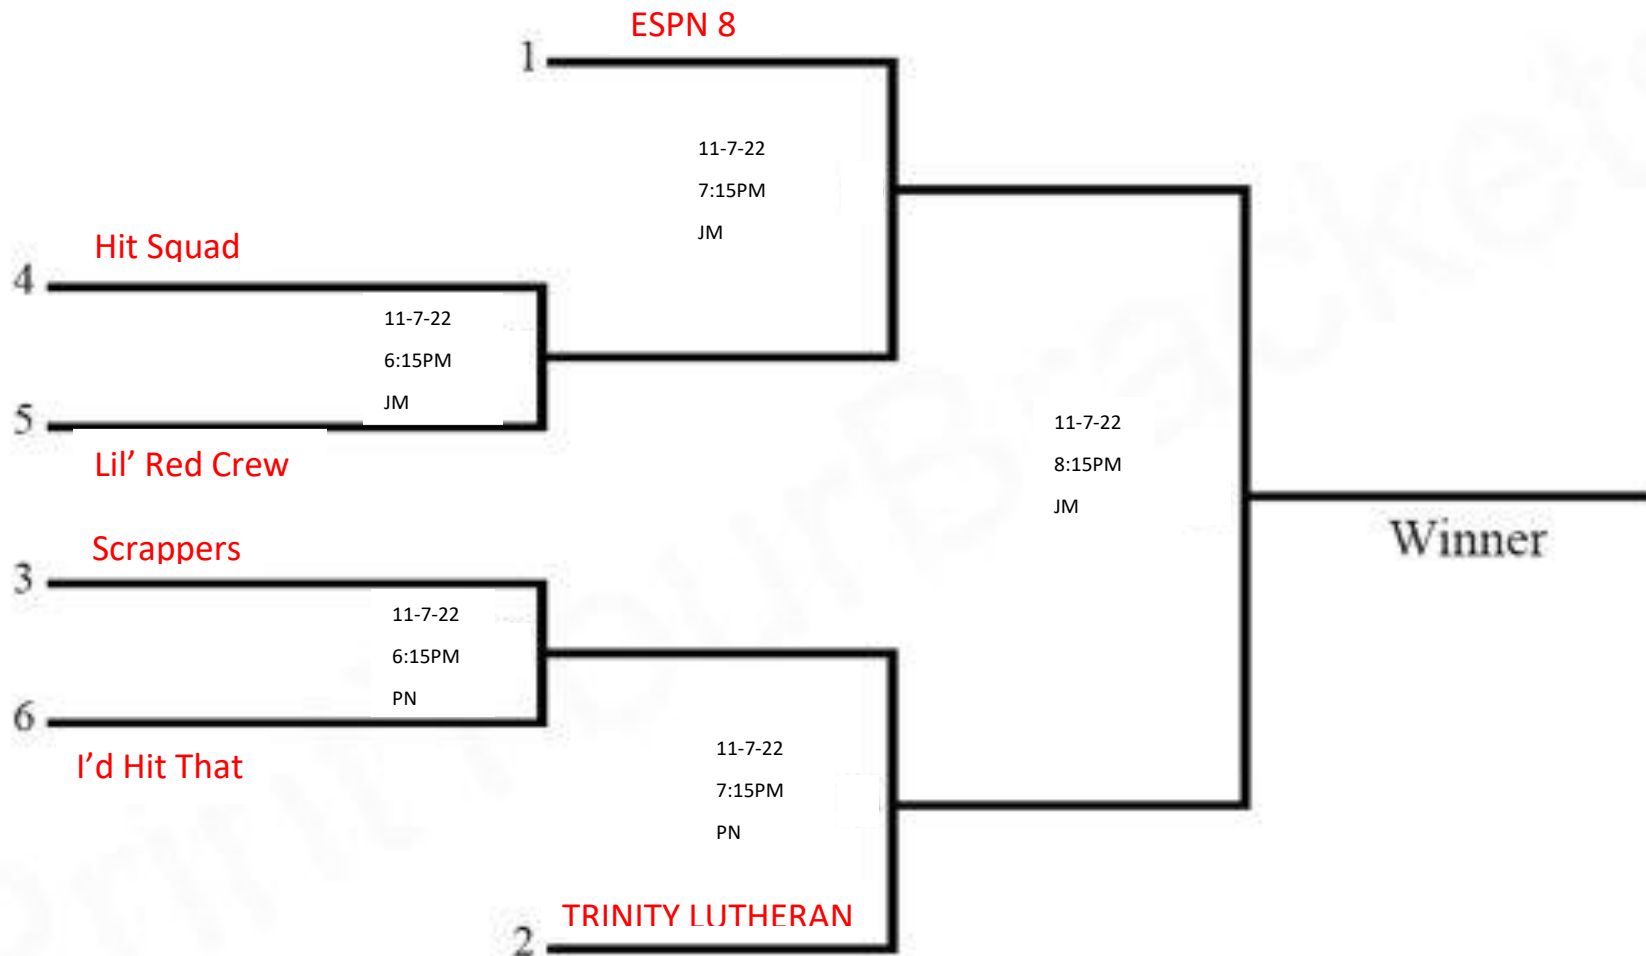 ESPN 8
1
11-7-22
7:15PM
JM
Hit Squad
4
11-7-22
6:15PM
JM
5
Lil’ Red Crew
11-7-22
8:15PM
JM
Winner
Scrappers
3
11-7-22
6:15PM
PN
6
I’d Hit That
11-7-22
7:15PM
PN
TRINITY LUTHERAN
2